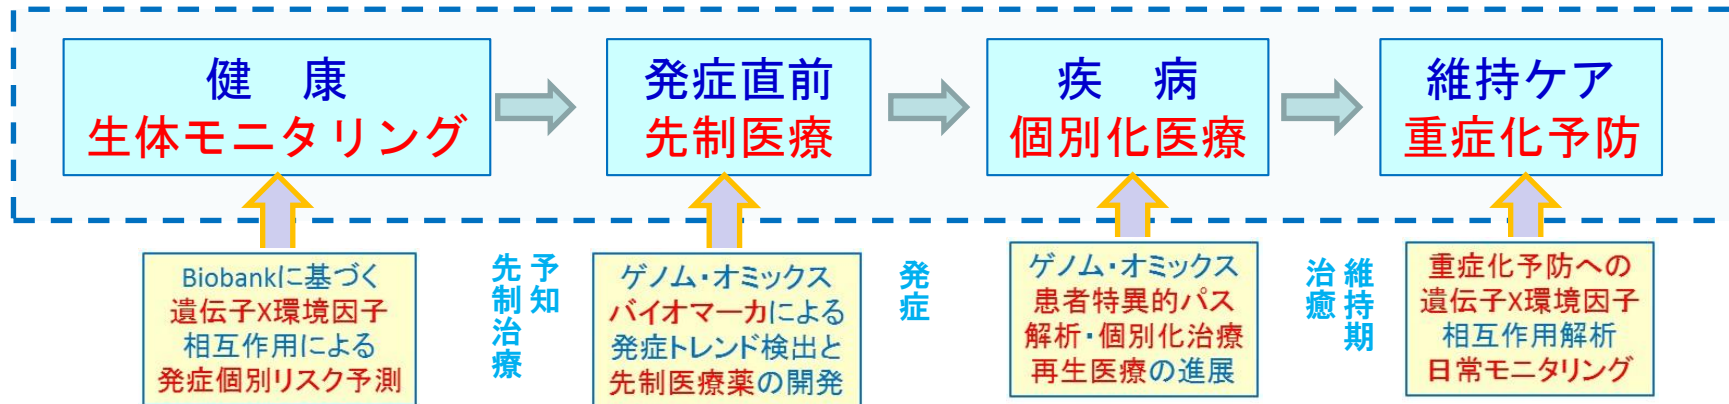 健　康
生体モニタリング
発症直前
先制医療
疾　病
個別化医療
維持ケア
重症化予防
Biobankに基づく
遺伝子X環境因子
相互作用による
発症個別リスク予測
予知
先制治療
ゲノム・オミックス
バイオマーカによる
発症トレンド検出と
先制医療薬の開発
発症
ゲノム・オミックス
患者特異的パス
解析・個別化治療
再生医療の進展
維持期
治癒
重症化予防への
遺伝子X環境因子
相互作用解析
日常モニタリング